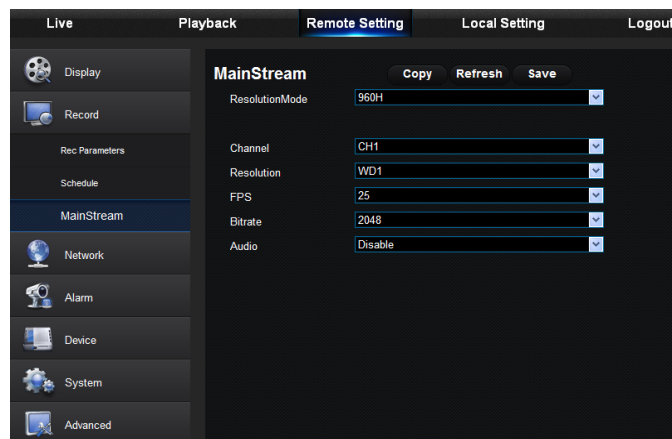 Live Playback Remote Setting Local Setting Logout
Display
Record
Rec Parameters
Schedule
MainStream
Network
Alarm
Device
System
Advanced
MainStream Copy Refresh Save
ResolutionMode 960H
Channel CH1
Resolution WD1
FPS 25
Bitrate 2048
Audio Disable